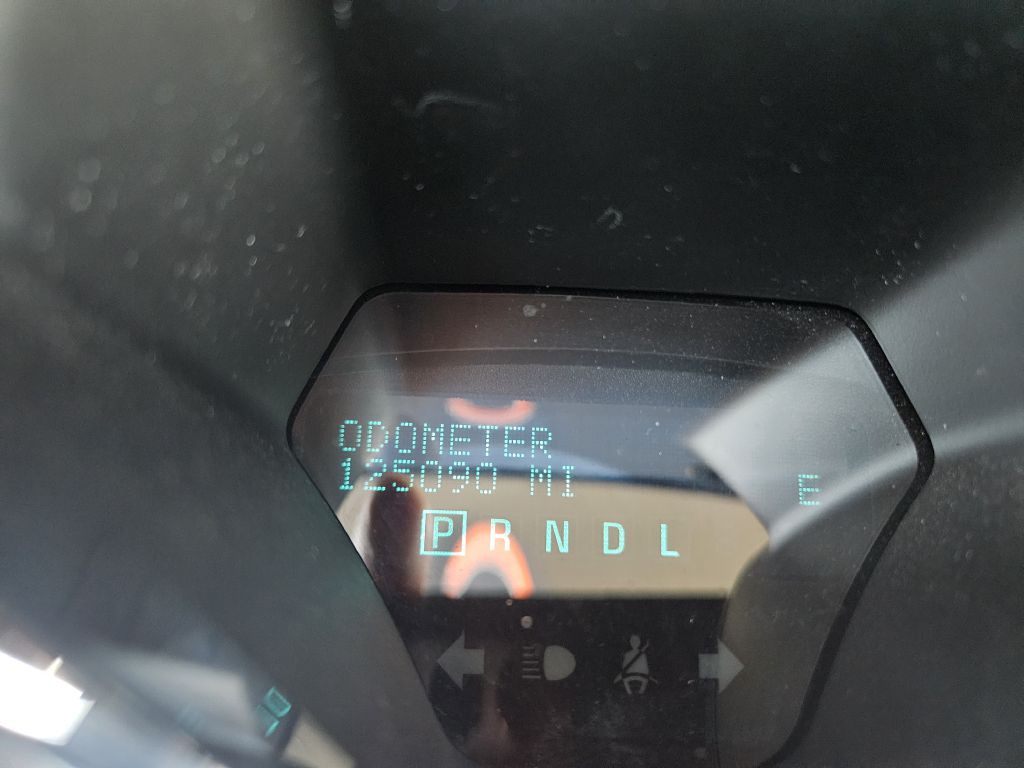 ODOMETER
125090 MI
E
P R N D L